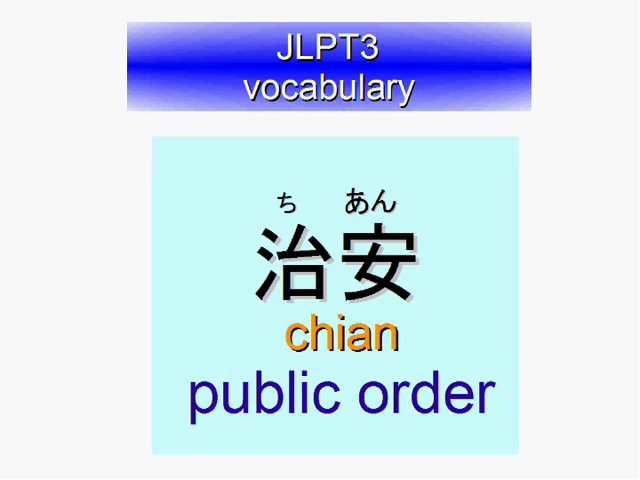 JLPT3
vocabulary
ち あん
治安
chian
public order